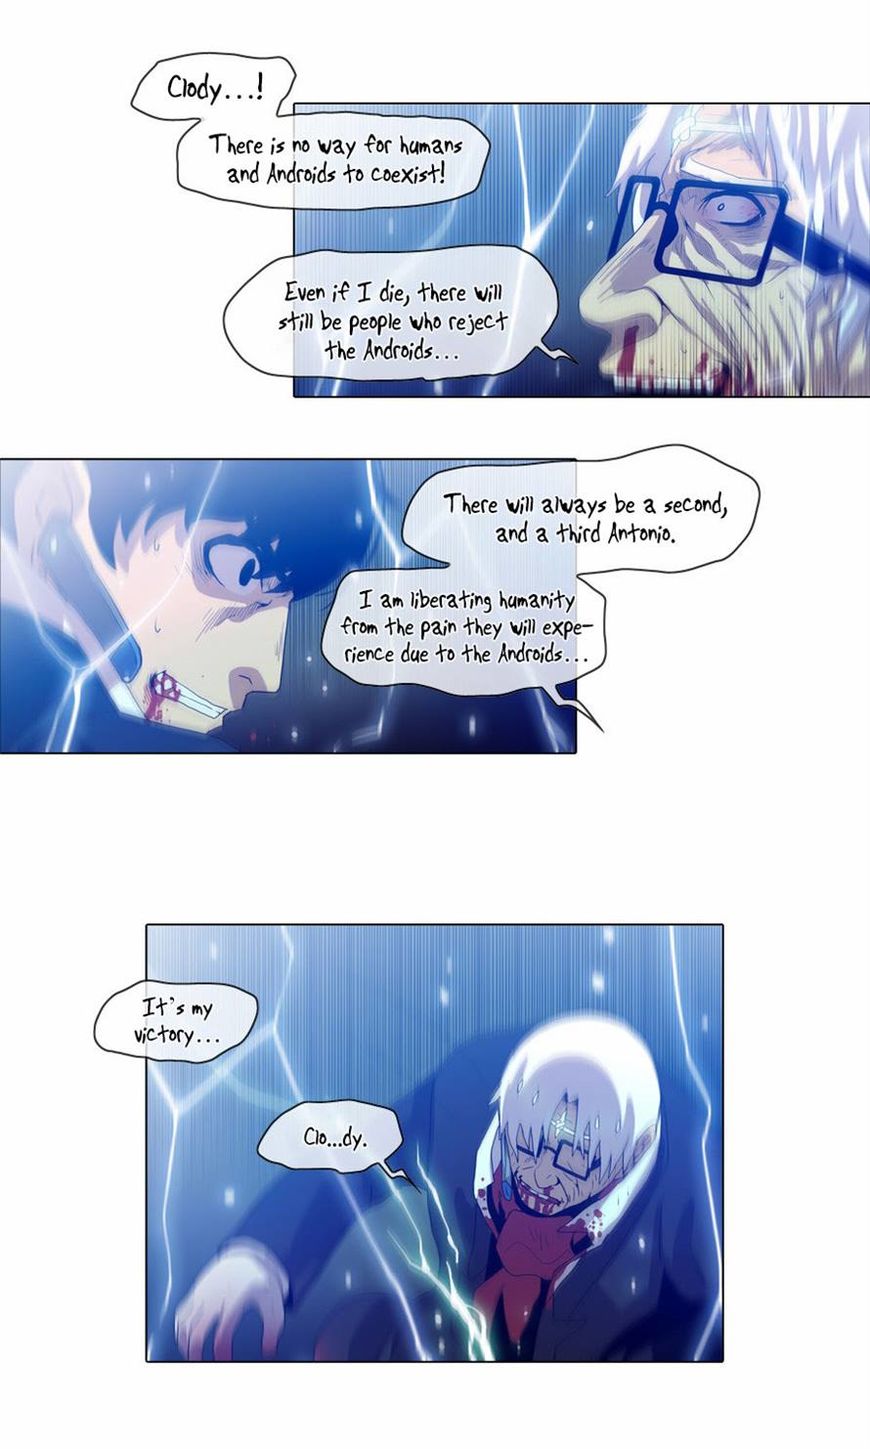 Clody...!
There is no way for humans
and Androids to coexist!
Even if I die, there will
still be people who reject
the Androids...
There will always be a second,
and a third Antonio.
I am liberating humanity
from the pain they will expe-
rience due to the Androids...
It's my
victory...
Clo...dy.